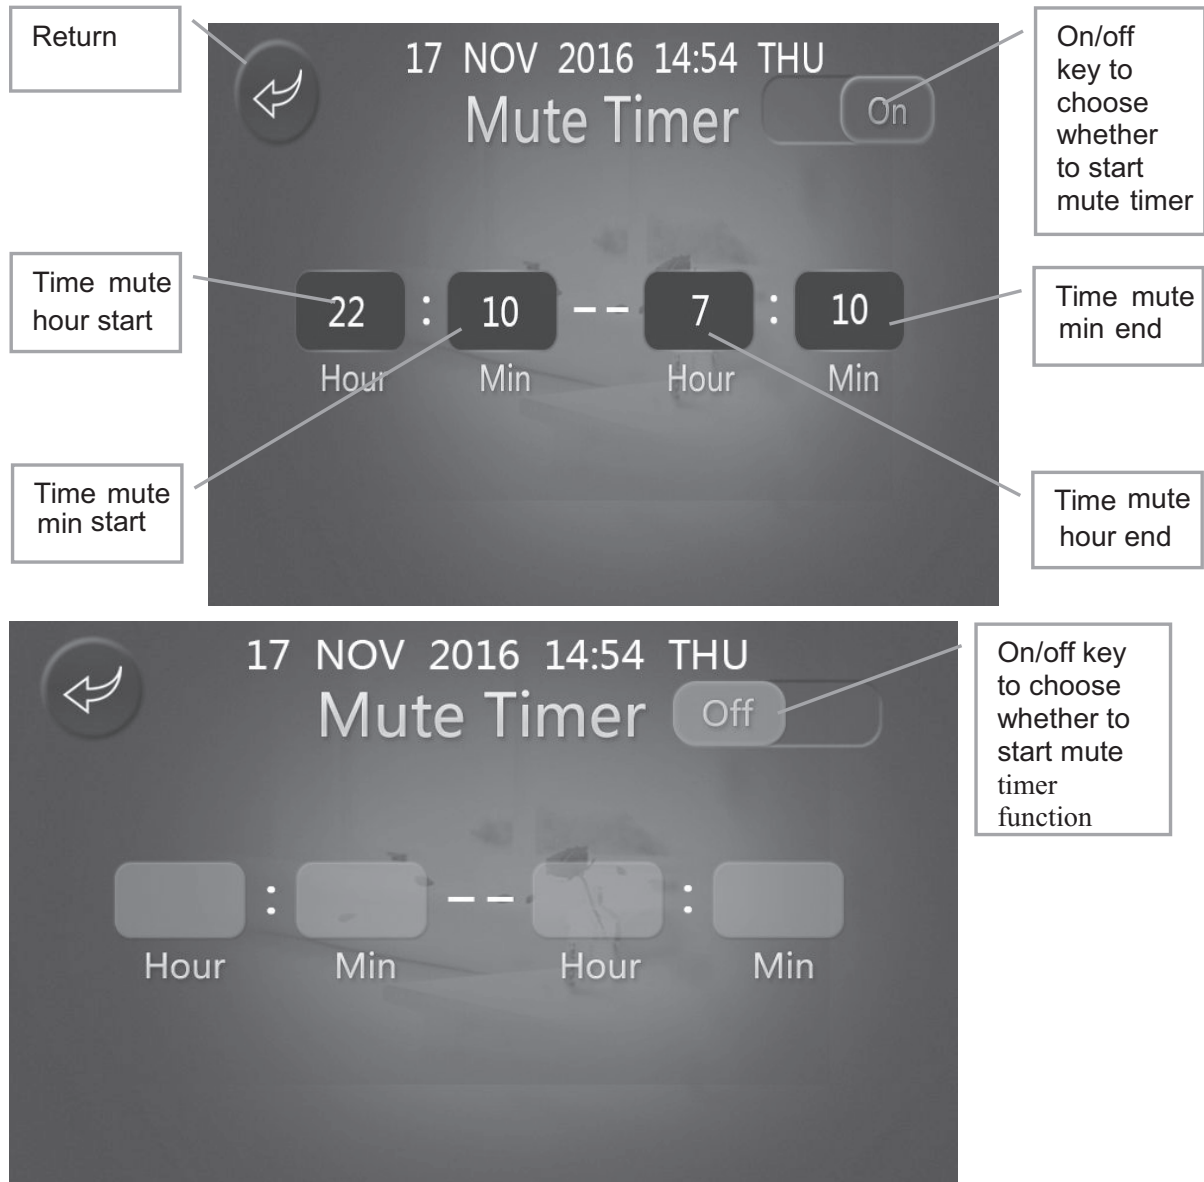 Return
17 NOV 2016 14:54 THU
Mute Timer
On
On/off
key to
choose
whether
to start
mute timer
Time mute
hour start
22 : 10 -- 7 : 10
Hour Min Hour Min
Time mute
min end
Time mute
min start
Time mute
hour end
17 NOV 2016 14:54 THU
Mute Timer
Off
On/off key
to choose
whether to
start mute
timer
function
: -- :
Hour Min Hour Min